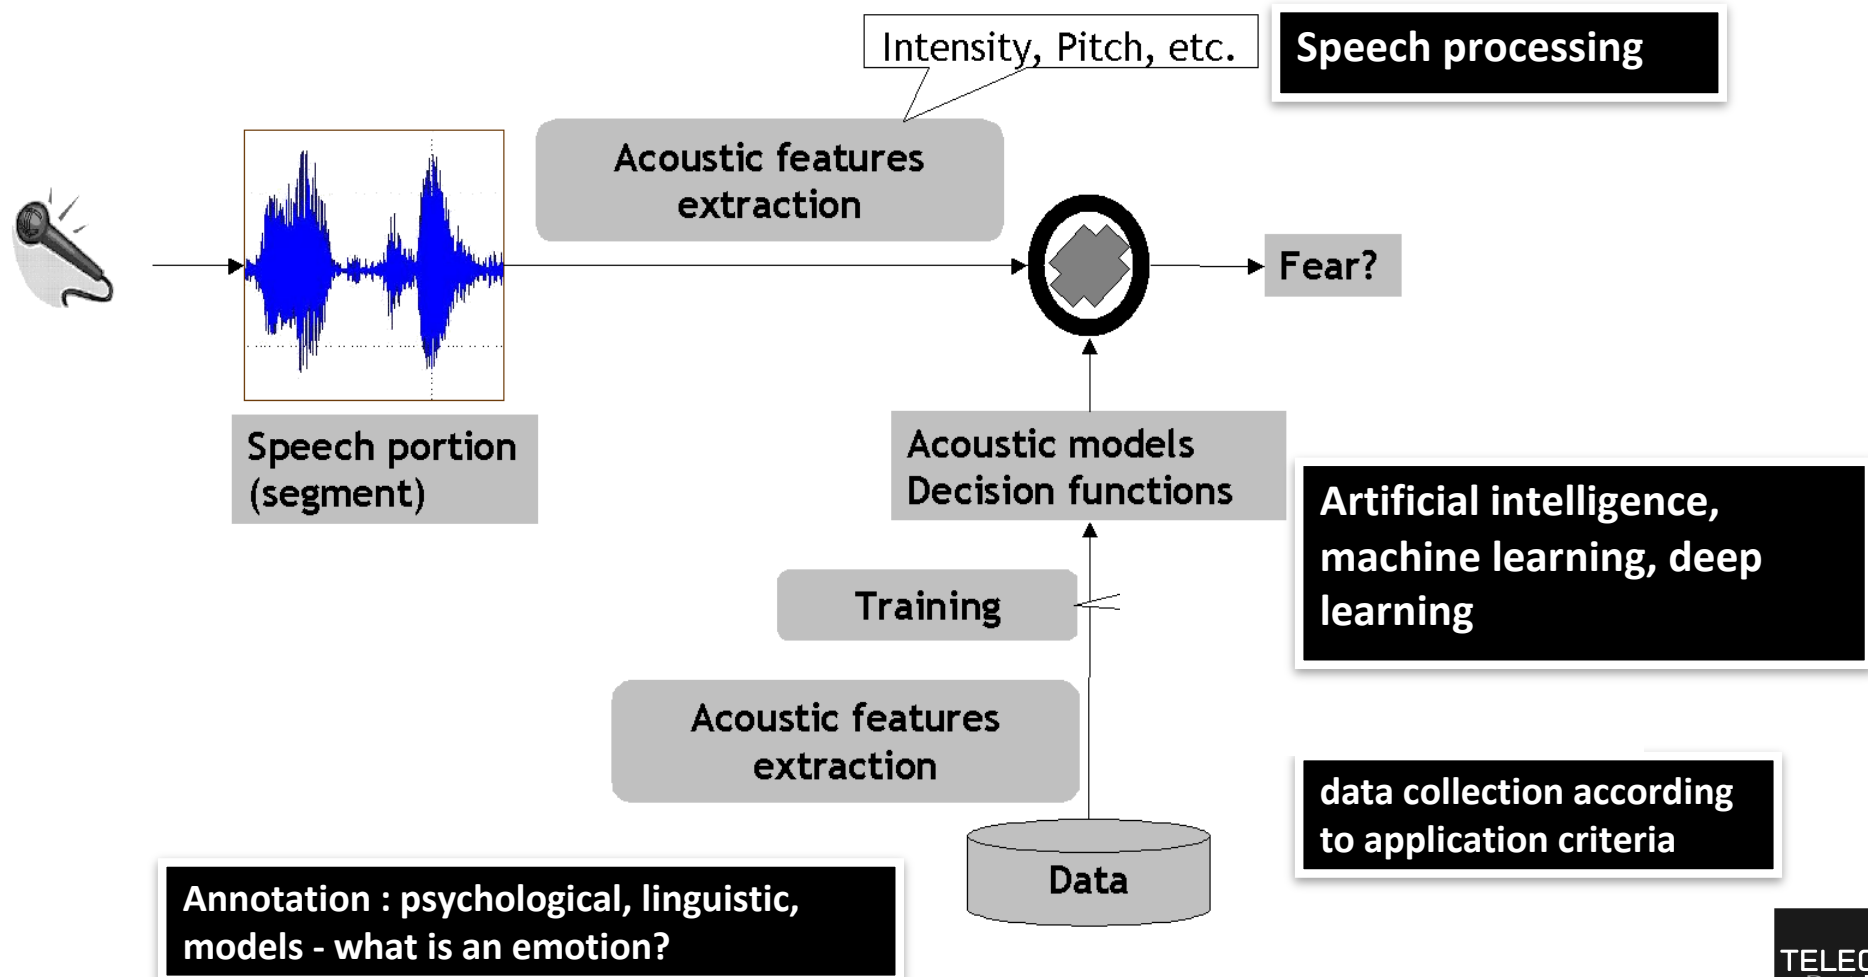 Intensity, Pitch, etc.
Speech processing
Acoustic features
extraction
Fear?
Speech portion
(segment)
Acoustic models
Decision functions
Artificial intelligence,
machine learning, deep
learning
Training
Acoustic features
extraction
data collection according
to application criteria
Data
Annotation : psychological, linguistic,
models - what is an emotion?